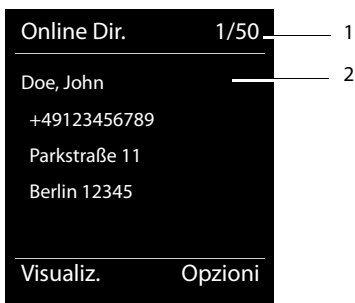 Online Dir. 1/50 1
2
Doe, John
+49123456789
Parkstraße 11
Berlin 12345
Visualiz. Opzioni